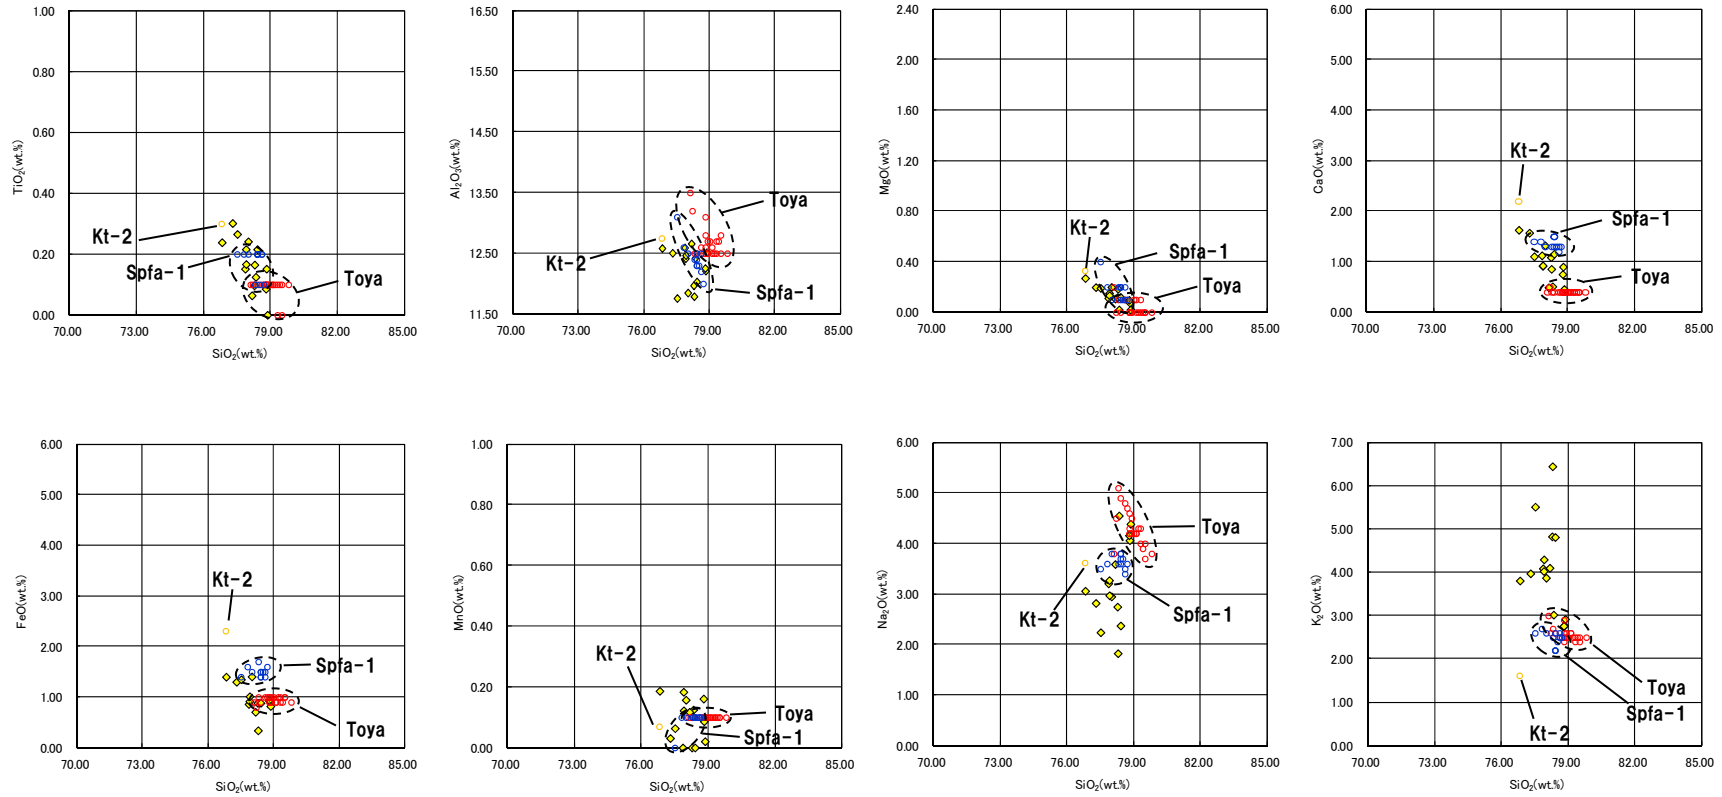 1.00
0.80
0.60
0.40
0.20
0.00
TiO₂(wt.%)
Kt-2
Spfa-1
Toya
70.00 73.00 76.00 79.00 82.00 85.00
SiO₂(wt.%)
16.50
15.50
14.50
13.50
12.50
11.50
Al₂O₃(wt.%)
Toya
Kt-2
Spfa-1
70.00 73.00 76.00 79.00 82.00 85.00
SiO₂(wt.%)
2.40
2.00
1.60
1.20
0.80
0.40
0.00
MgO(wt.%)
Kt-2
Spfa-1
Toya
70.00 73.00 76.00 79.00 82.00 85.00
SiO₂(wt.%)
6.00
5.00
4.00
3.00
2.00
1.00
0.00
CaO(wt.%)
Kt-2
Spfa-1
Toya
70.00 73.00 76.00 79.00 82.00 85.00
SiO₂(wt.%)
6.00
5.00
4.00
3.00
2.00
1.00
0.00
FeO(wt.%)
Kt-2
Spfa-1
Toya
70.00 73.00 76.00 79.00 82.00 85.00
SiO₂(wt.%)
1.00
0.80
0.60
0.40
0.20
0.00
MnO(wt.%)
Kt-2
Toya
Spfa-1
70.00 73.00 76.00 79.00 82.00 85.00
SiO₂(wt.%)
6.00
5.00
4.00
3.00
2.00
1.00
0.00
Na₂O(wt.%)
Toya
Kt-2
Spfa-1
70.00 73.00 76.00 79.00 82.00 85.00
SiO₂(wt.%)
7.00
6.00
5.00
4.00
3.00
2.00
1.00
0.00
K₂O(wt.%)
Toya
Spfa-1
Kt-2
70.00 73.00 76.00 79.00 82.00 85.00
SiO₂(wt.%)